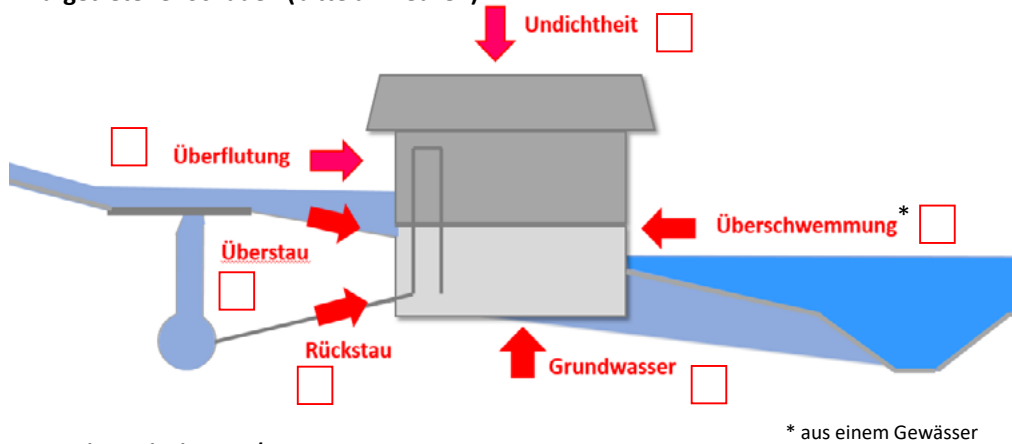 Undichtheit
Überflutung
Überschwemmung*
Überstau
Rückstau
Grundwasser
* aus einem Gewässer